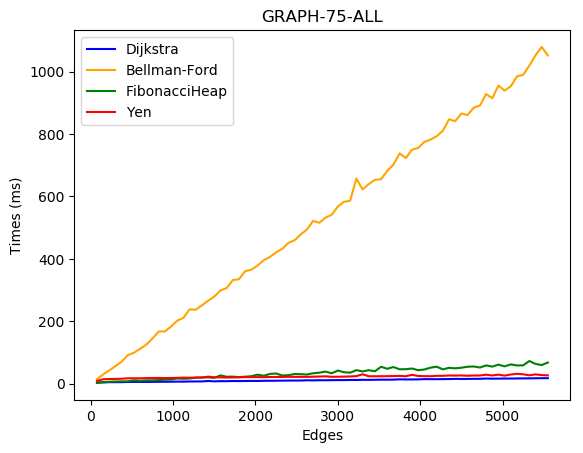 GRAPH-75-ALL
Dijkstra
Bellman-Ford
FibonacciHeap
Yen
Times (ms)
1000
800
600
400
200
0
0 1000 2000 3000 4000 5000
Edges